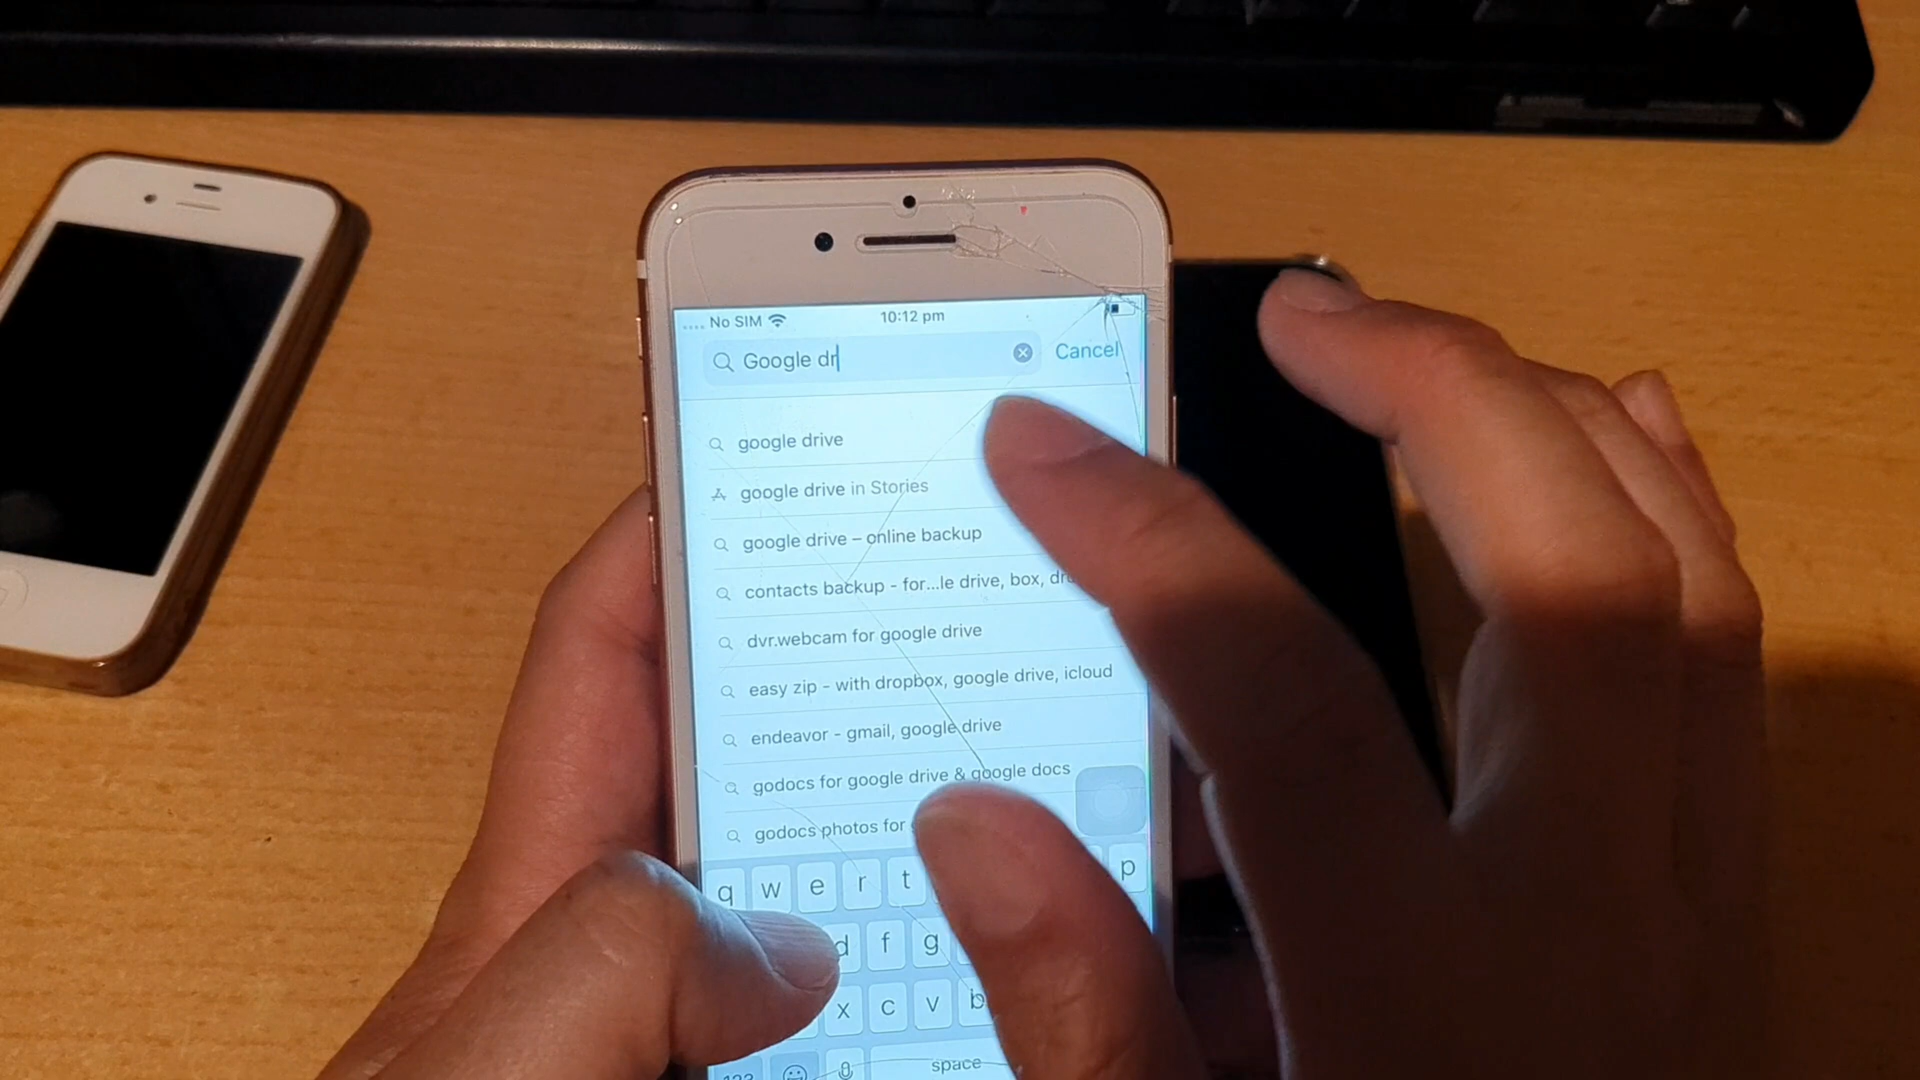 No SIM 10:12 pm
Google dr Cancel
google drive
google drive in Stories
google drive – online backup
contacts backup - for...le drive, box, dr
dvr.webcam for google drive
easy zip - with dropbox, google drive, icloud
endeavor - gmail, google drive
godocs for google drive & google docs
godocs photos for
q w e r t p
d f g
x c v b
123 space